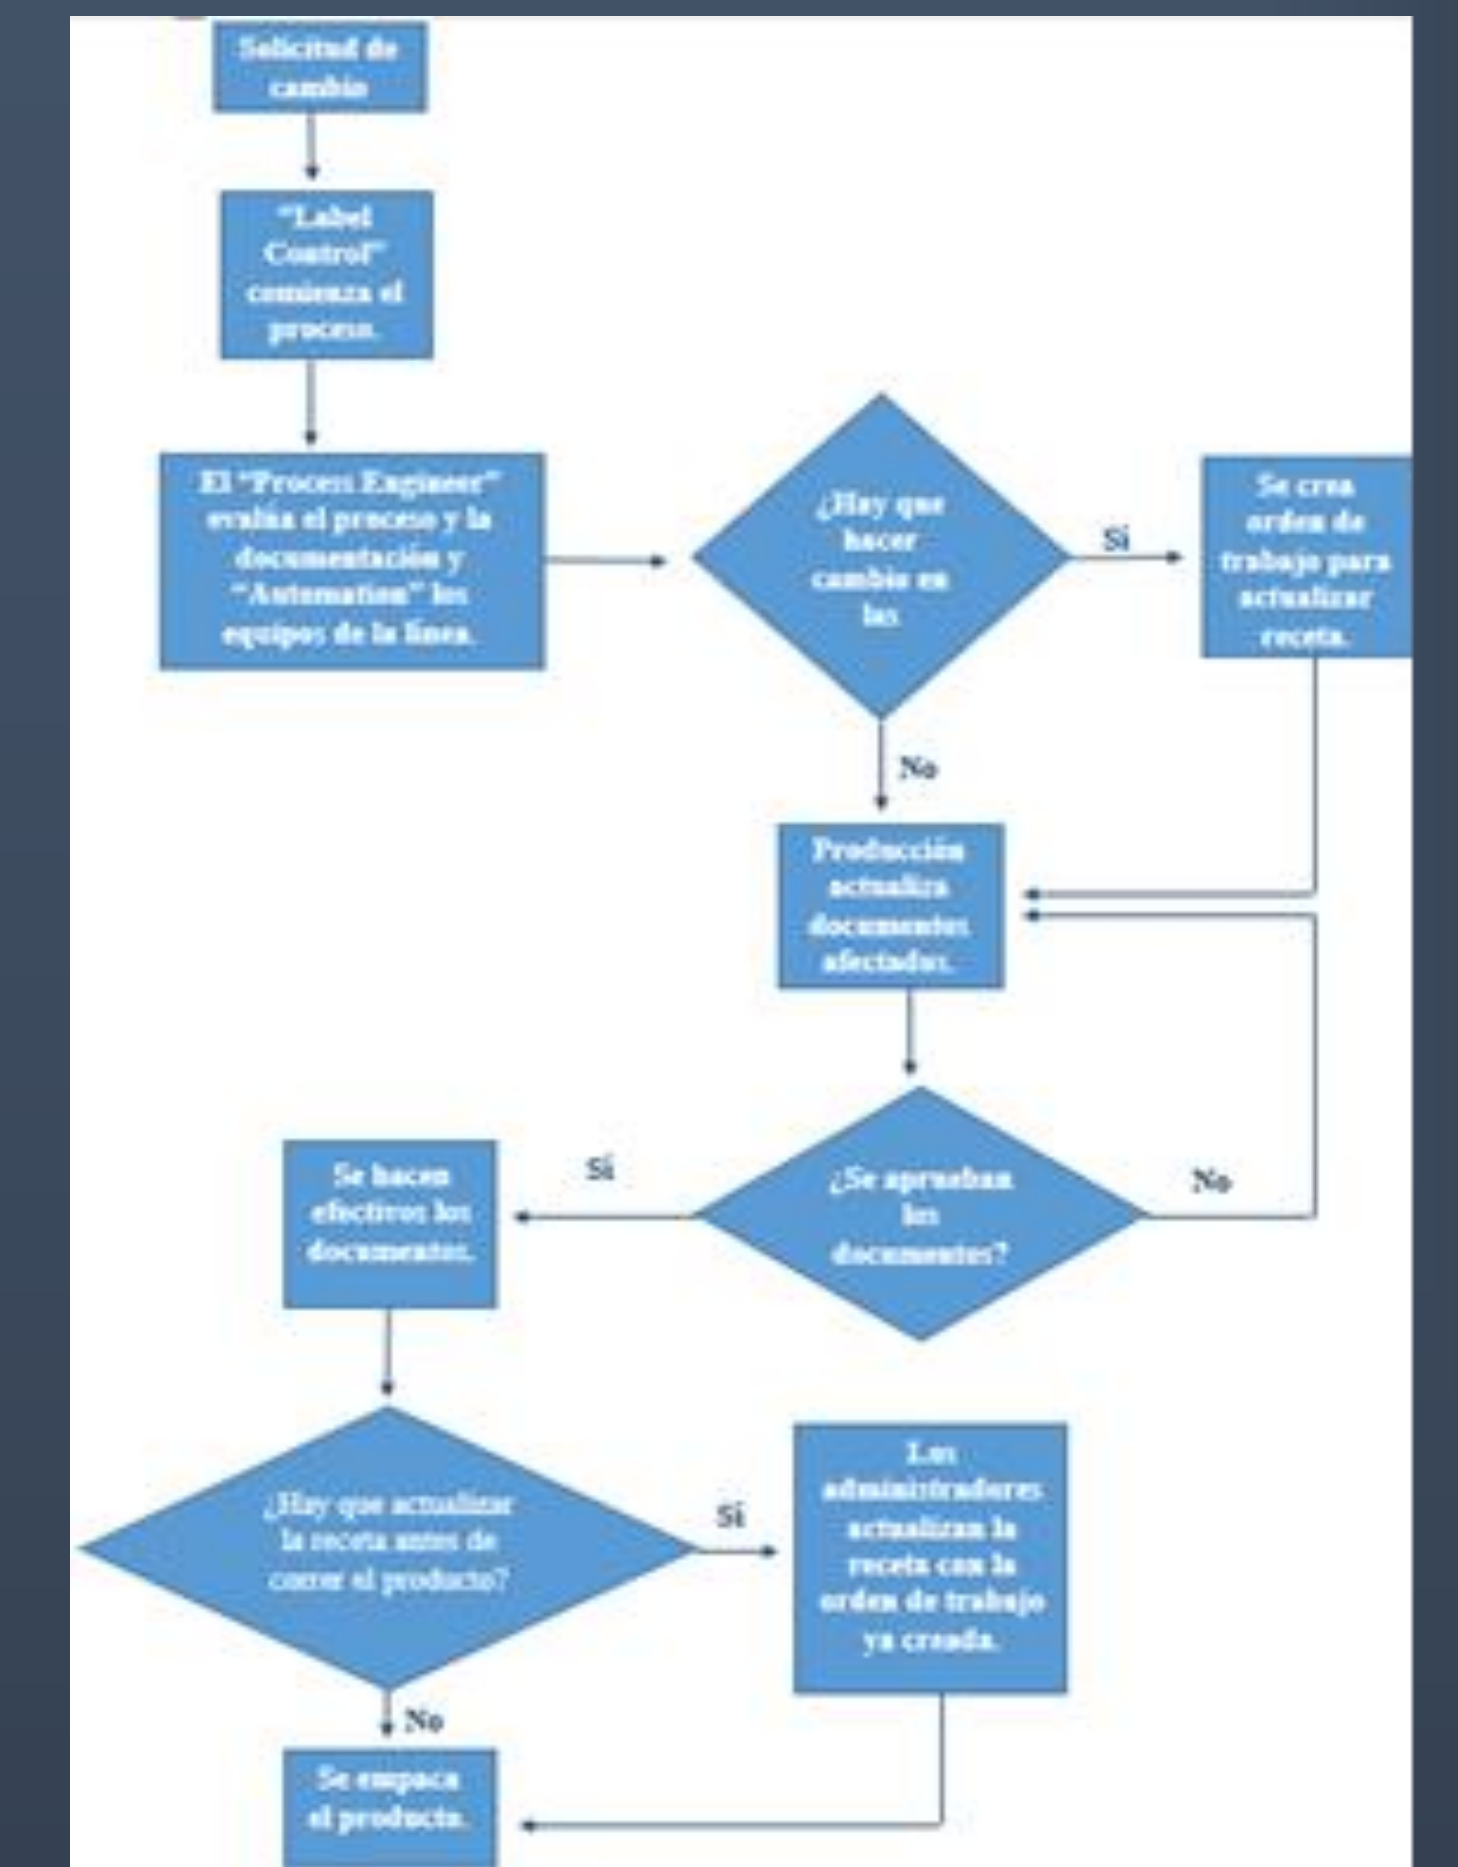 Solicitud de
cambio
"Label
Control"
comienza el
proceso.
El "Process Engineer"
evalúa el proceso y la
documentación y
"Automation" los
equipos de la línea.
¿Hay que
hacer
cambio en
las
Sí
Se crea
orden de
trabajo para
actualizar
receta.
No
Producción
actualiza
documentos
afectados.
¿Se aprueban
los
documentos?
Sí
No
Se hacen
efectivos los
documentos.
¿Hay que actualizar
la receta antes de
correr el producto?
Sí
Los
administradores
actualizan la
receta con la
orden de trabajo
ya creada.
No
Se empaca
el producto.